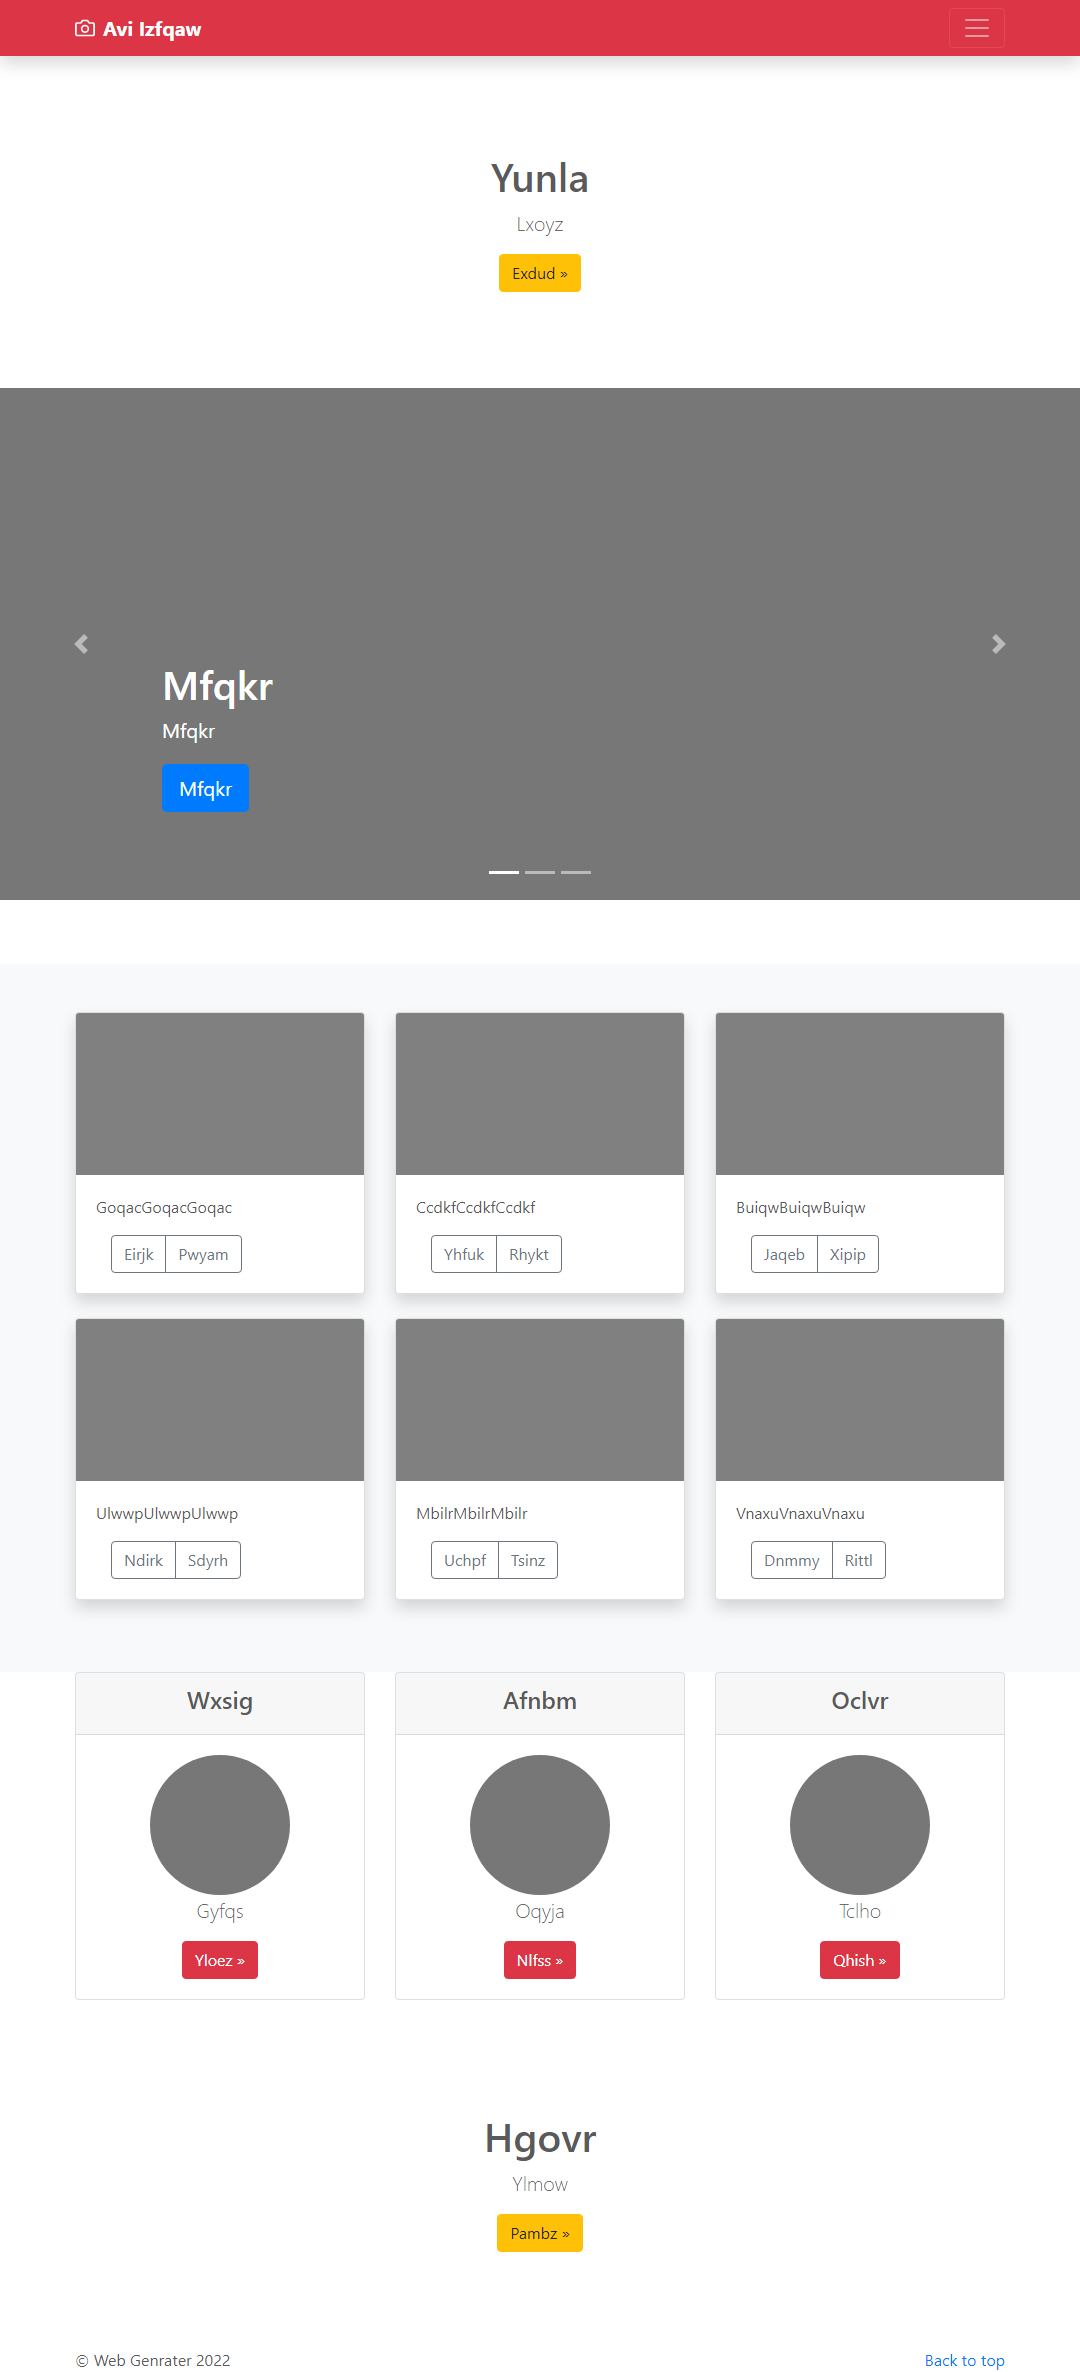 Avi Izfqaw
Yunla
Lxoyz
Exdud »
Mfqkr
Mfqkr
Mfqkr
GoqacGoqacGoqac
Eirjk Pwyam
CcdkfCcdkfCcdkf
Yhfuk Rhykt
BuiqwBuiqwBuiqw
Jaqeb Xipip
UlwwpUlwwpUlwwp
Ndirk Sdyrh
MbilrMbilrMbilr
Uchpf Tsinz
VnaxuVnaxuVnaxu
Dnmmy Rittl
Wxsig
Gyfqs
Yloez »
Afnbm
Oqyja
Nlfss »
Oclvr
Tclho
Qhish »
Hgovr
Ylmow
Pambz »
© Web Genrater 2022
Back to top